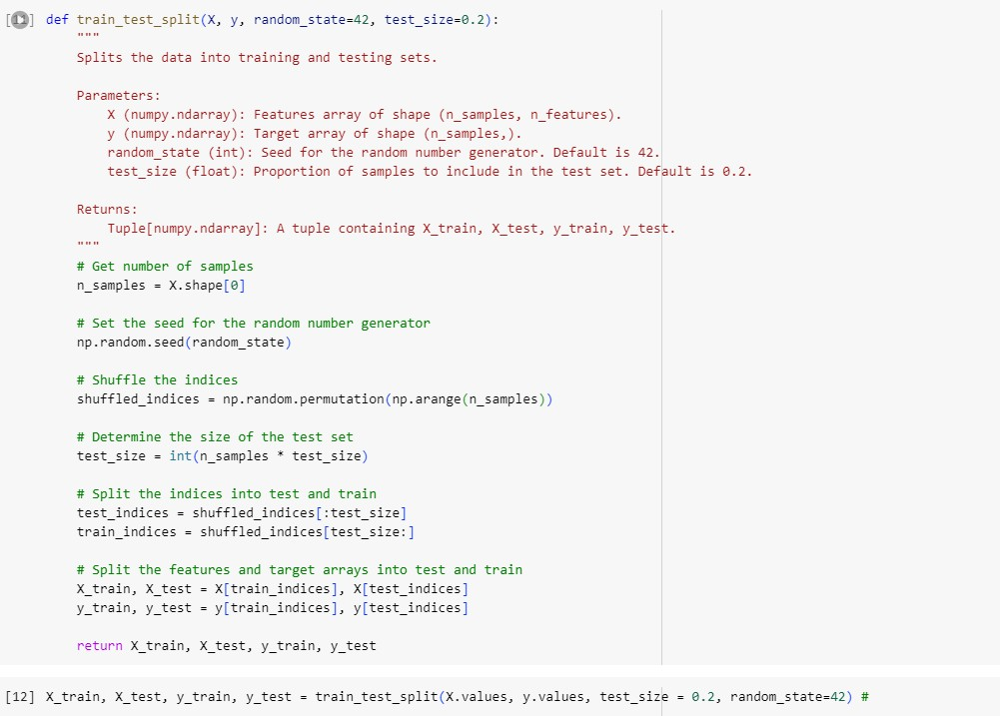 [11] def train_test_split(X, y, random_state=42, test_size=0.2):
"""
Splits the data into training and testing sets.
Parameters:
X (numpy.ndarray): Features array of shape (n_samples, n_features).
y (numpy.ndarray): Target array of shape (n_samples,).
random_state (int): Seed for the random number generator. Default is 42.
test_size (float): Proportion of samples to include in the test set. Default is 0.2.
Returns:
Tuple[numpy.ndarray]: A tuple containing X_train, X_test, y_train, y_test.
"""
# Get number of samples
n_samples = X.shape[0]
# Set the seed for the random number generator
np.random.seed(random_state)
# Shuffle the indices
shuffled_indices = np.random.permutation(np.arange(n_samples))
# Determine the size of the test set
test_size = int(n_samples * test_size)
# Split the indices into test and train
test_indices = shuffled_indices[:test_size]
train_indices = shuffled_indices[test_size:]
# Split the features and target arrays into test and train
X_train, X_test = X[train_indices], X[test_indices]
y_train, y_test = y[train_indices], y[test_indices]
return X_train, X_test, y_train, y_test
[12] X_train, X_test, y_train, y_test = train_test_split(X.values, y.values, test_size = 0.2, random_state=42) #